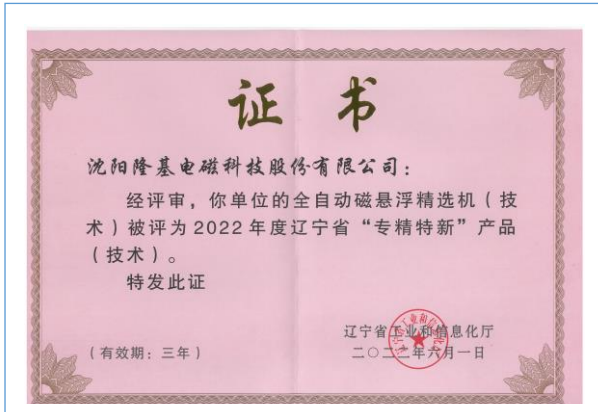 证 书
沈阳隆基电磁科技股份有限公司：
经评审，你单位的全自动磁悬浮精选机（技
术）被评为2022年度辽宁省“专精特新”产品
（技术）。
特发此证
辽宁省工业和信息化厅
（有效期：三年）
二〇二二年六月一日